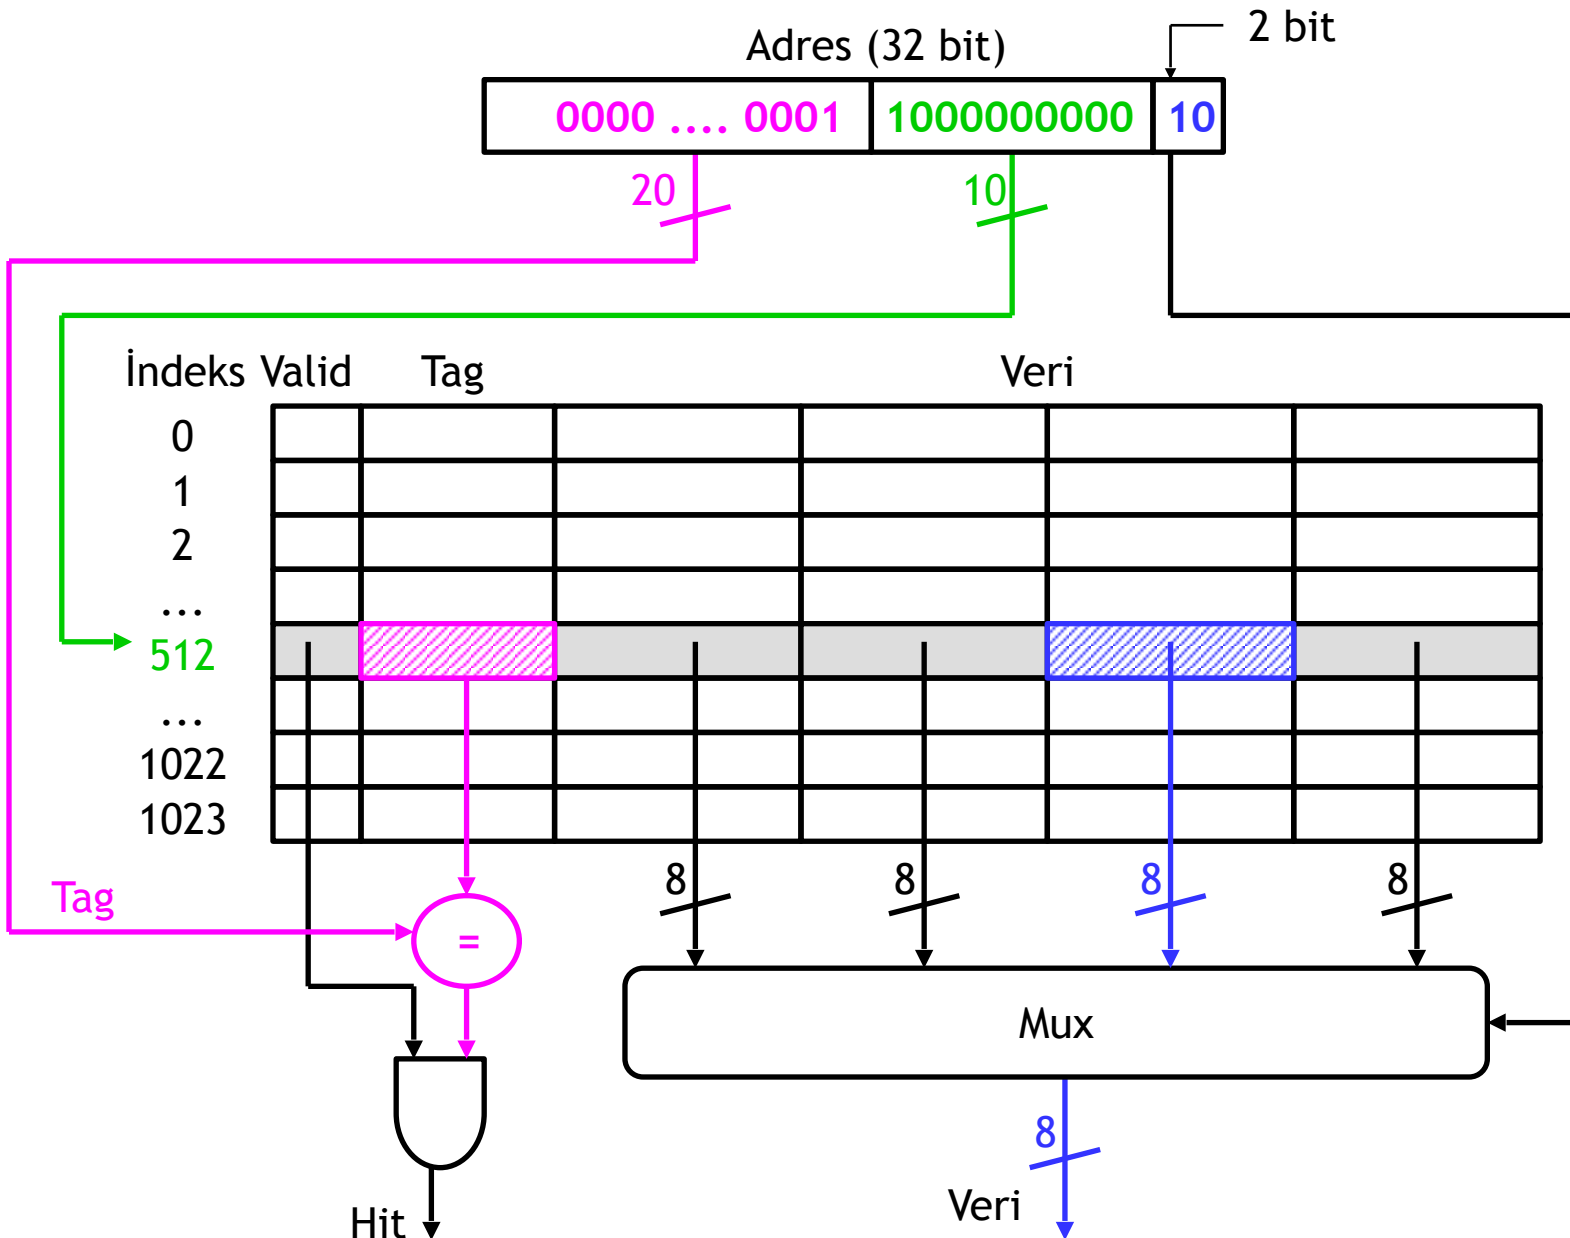 2 bit
Adres (32 bit)
0000 .... 0001 1000000000 10
20 10
İndeks Valid Tag Veri
0
1
2
...
512
...
1022
1023
8 8 8 8
Tag
=
Mux
8
Veri
Hit